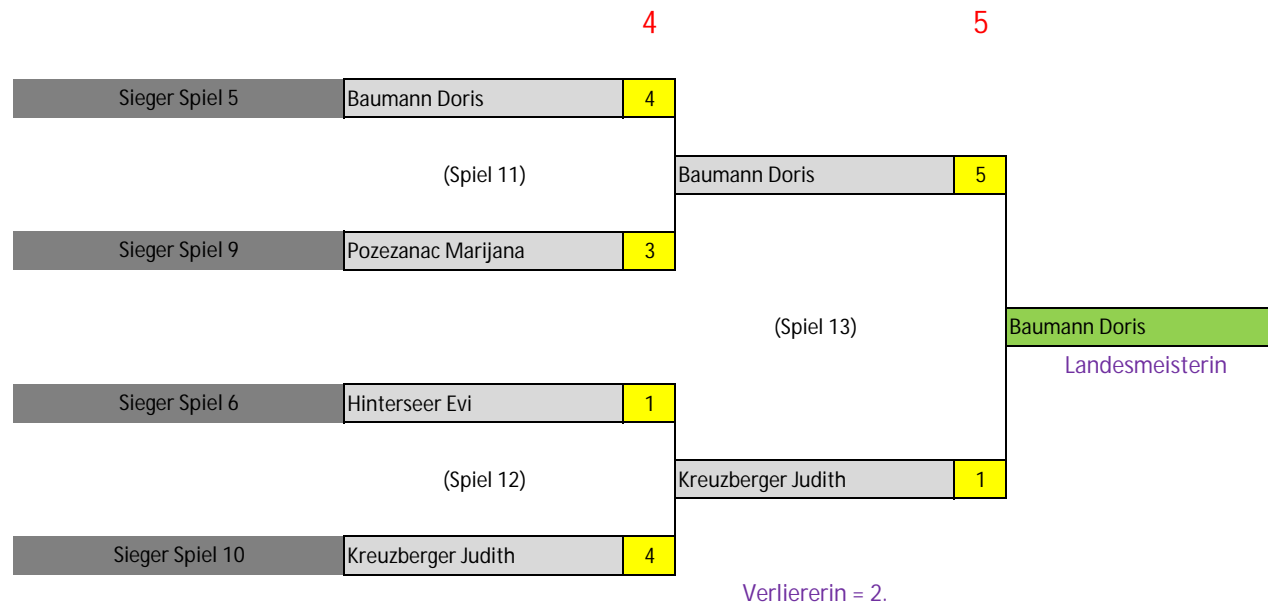 4 5
Sieger Spiel 5 Baumann Doris 4
(Spiel 11) Baumann Doris 5
Sieger Spiel 9 Pozezanac Marijana 3
(Spiel 13) Baumann Doris
Landesmeisterin
Sieger Spiel 6 Hinterseer Evi 1
(Spiel 12) Kreuzberger Judith 1
Sieger Spiel 10 Kreuzberger Judith 4
Verliererin = 2.